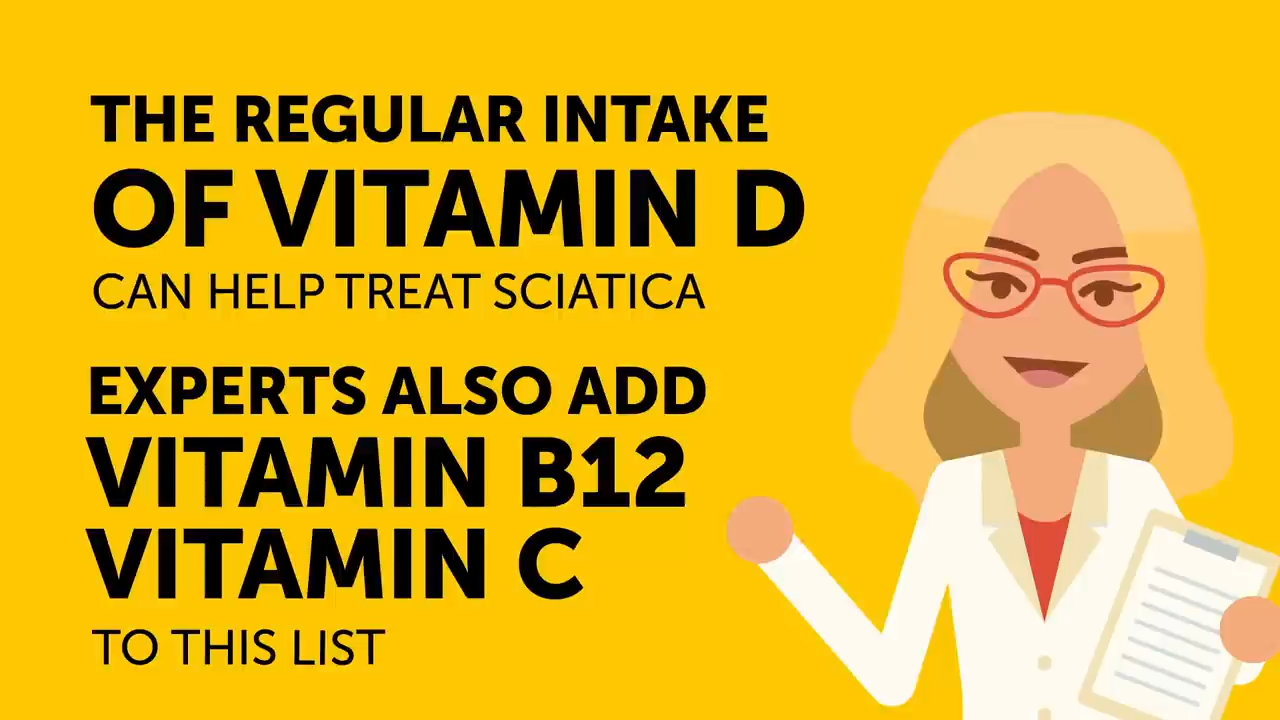 THE REGULAR INTAKE
OF VITAMIN D
CAN HELP TREAT SCIATICA
EXPERTS ALSO ADD
VITAMIN B12
VITAMIN C
TO THIS LIST